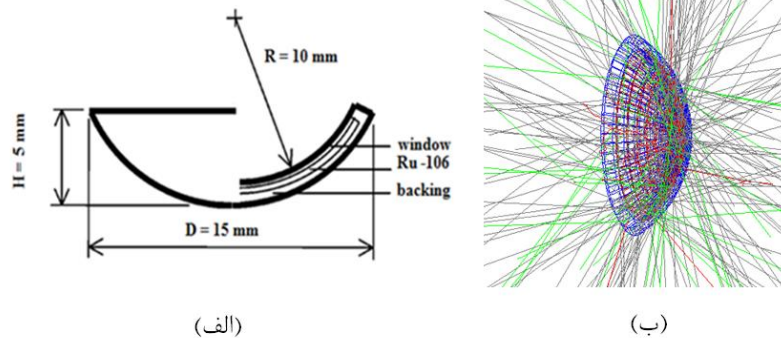 R = 10 mm
H = 5 mm
window
Ru -106
backing
D = 15 mm
(الف)
(ب)